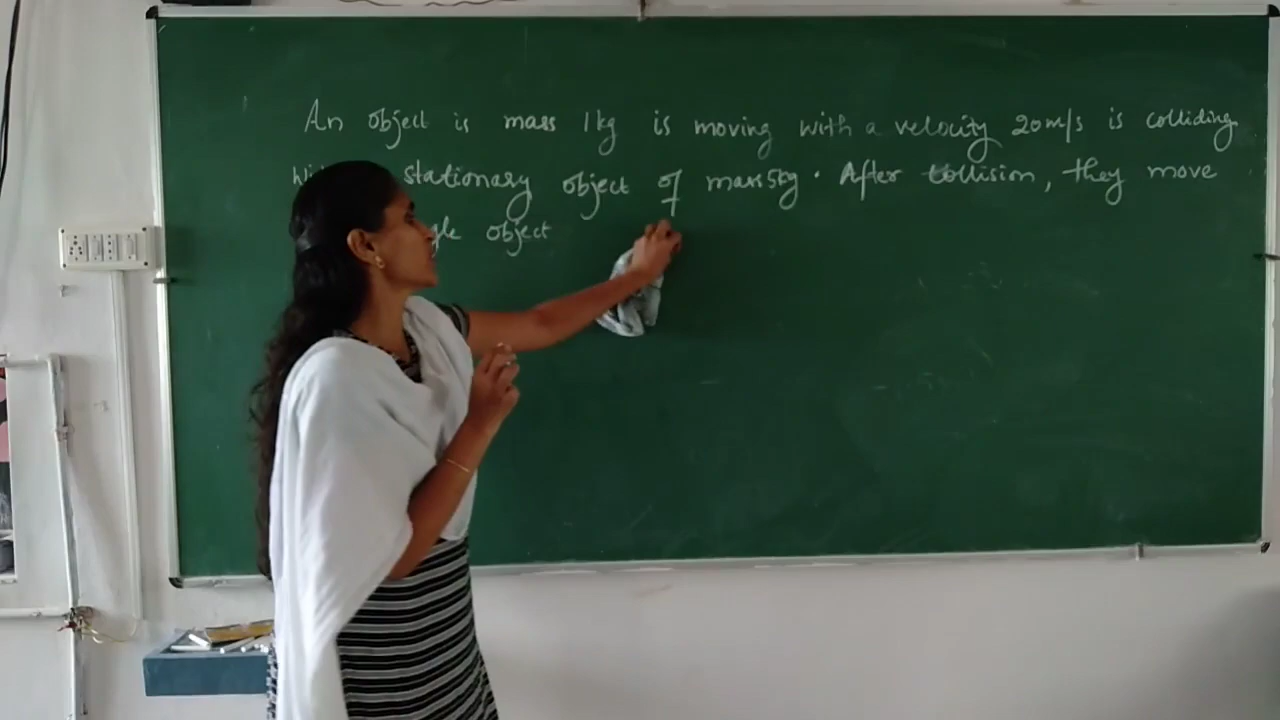 An object is mass 1kg is moving with a velocity 20m/s is colliding
stationary object of mass 5kg. After collision, they move
object